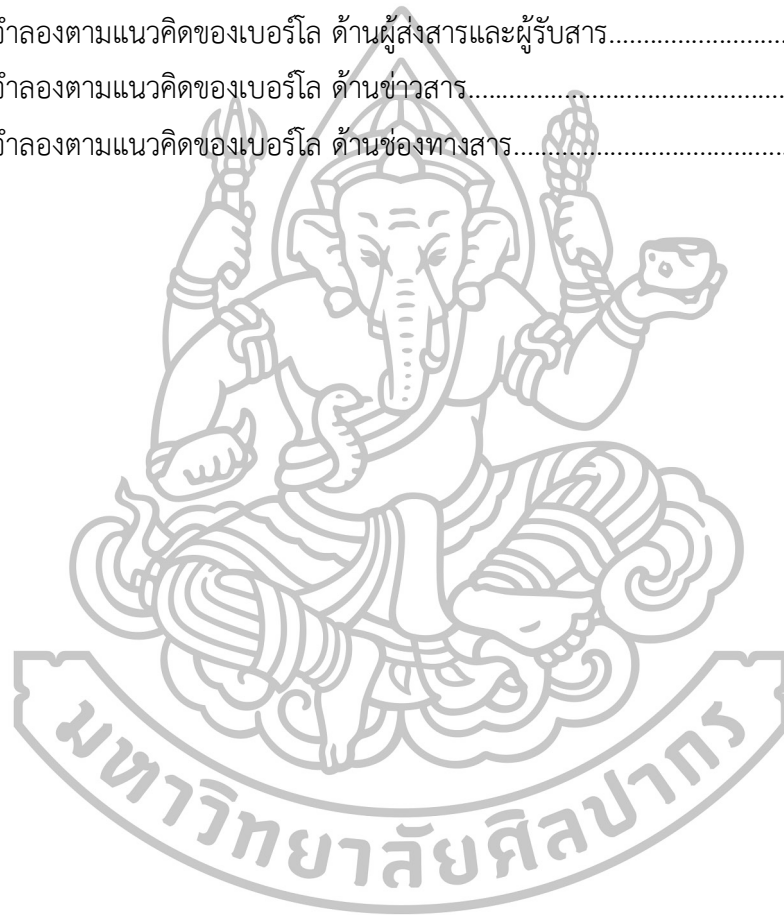 จำลองตามแนวคิดของเบอร์โล ด้านผู้ส่งสารและผู้รับสาร...........................
จำลองตามแนวคิดของเบอร์โล ด้านข่าวสาร...............................................
จำลองตามแนวคิดของเบอร์โล ด้านช่องทางสาร........................................
มหาวิทยาลัยศิลปากร